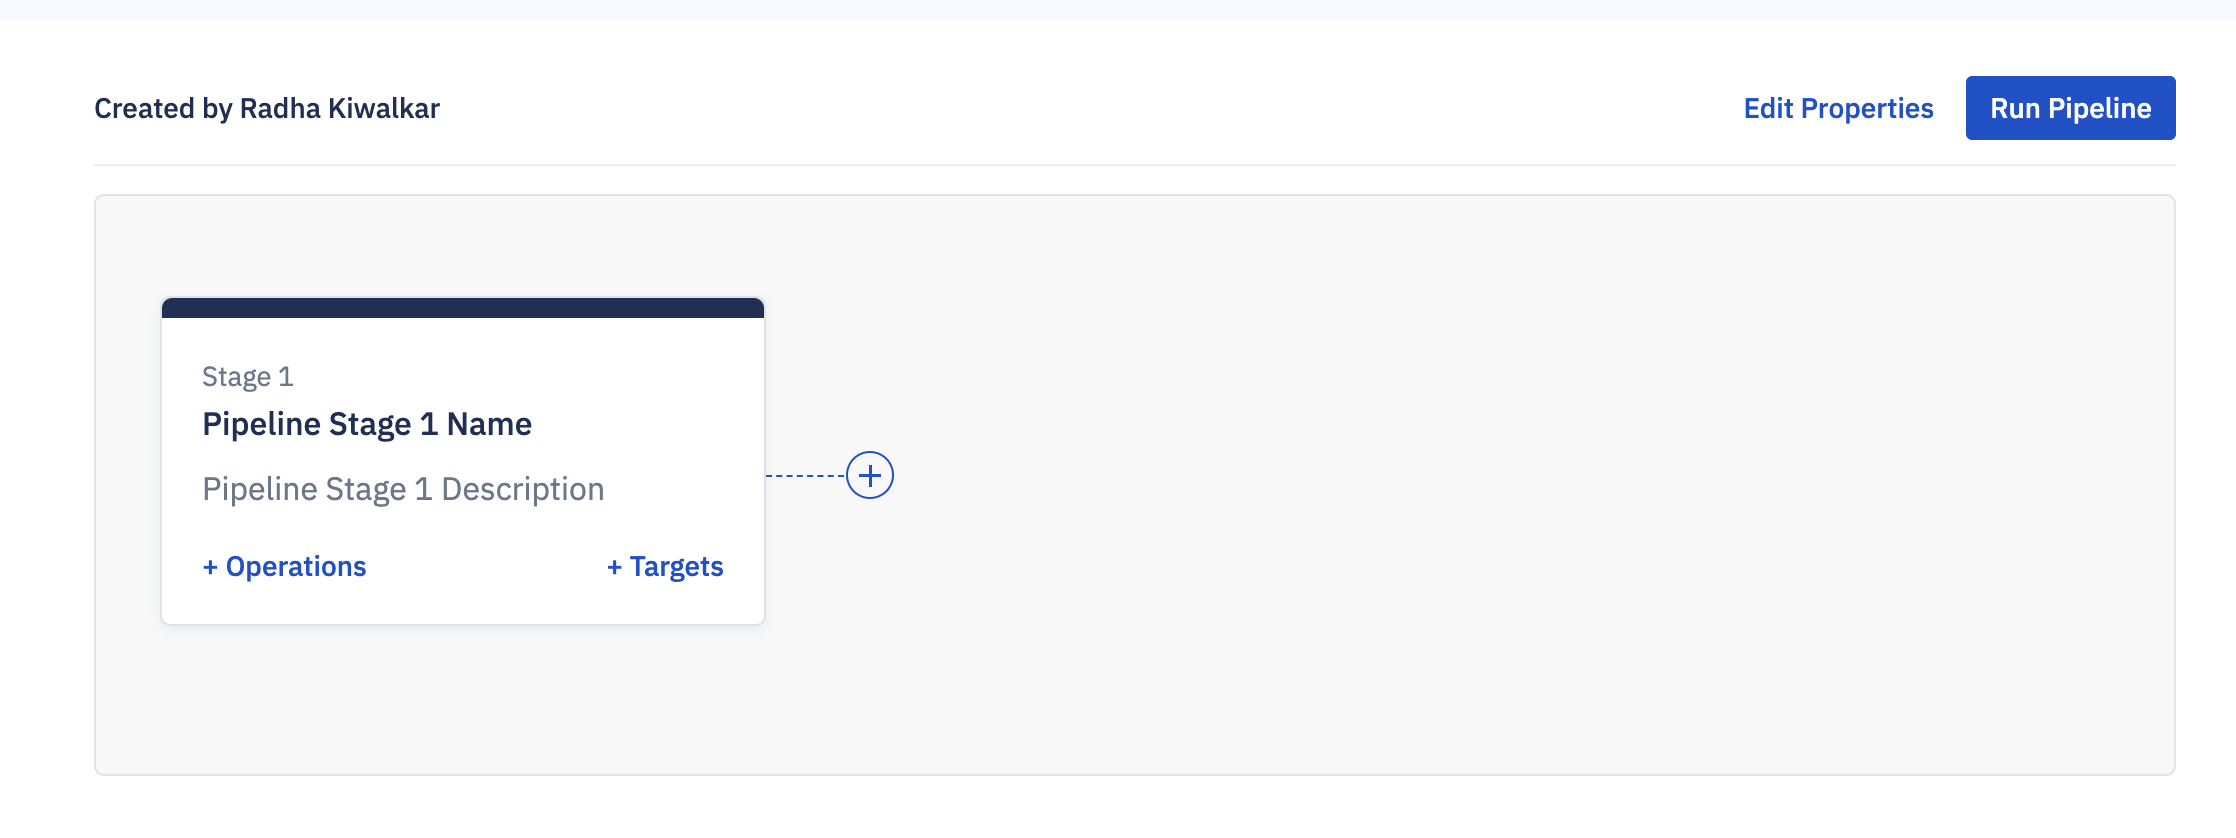 Created by Radha Kiwalkar
Edit Properties
Run Pipeline
Stage 1
Pipeline Stage 1 Name
Pipeline Stage 1 Description
+ Operations
+ Targets